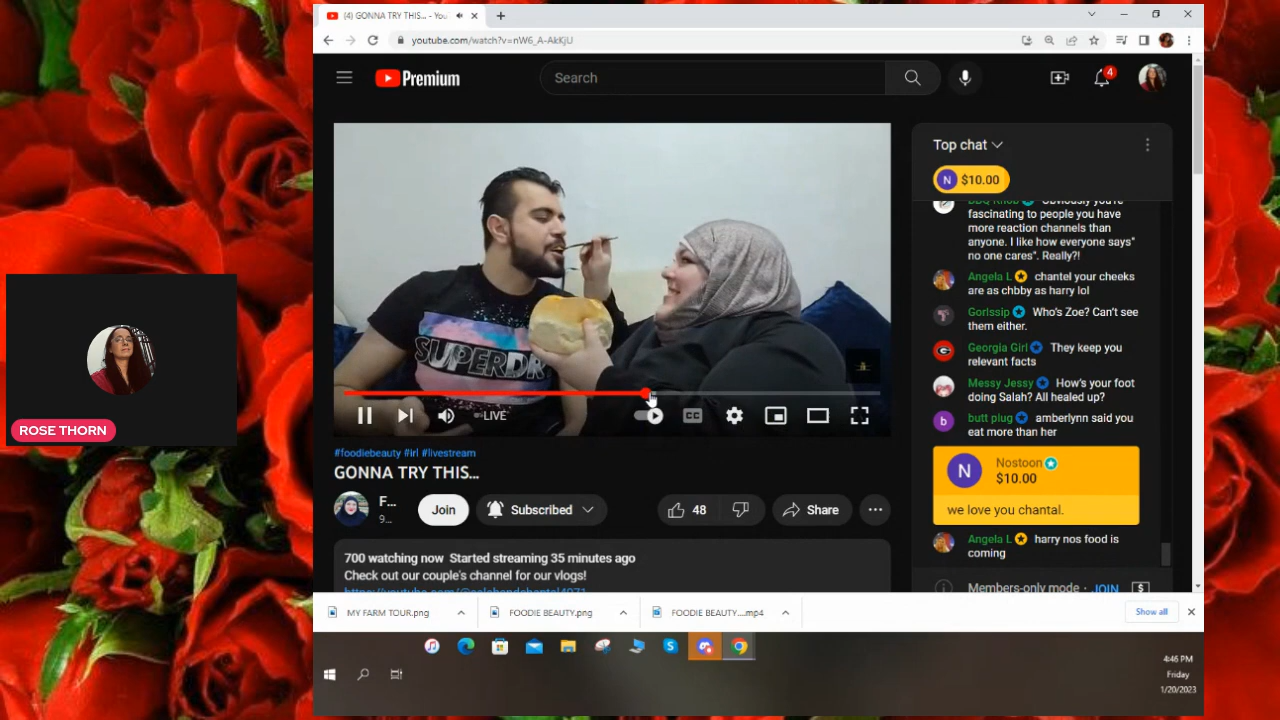 (4) GONNA TRY THIS... - You
youtube.com/watch?v=nW6_A-AkKjU
Premium
Search
4
Top chat
N $10.00
Obviously you're
fascinating to people you have
more reaction channels than
anyone. I like how everyone says"
no one cares". Really?!
Angela L chantel your cheeks
are as chbby as harry lol
Gorlssip Who's Zoe? Can't see
them either.
Georgia Girl They keep you
relevant facts
Messy Jessy How's your foot
doing Salah? All healed up?
butt plug amberlynn said you
eat more than her
N Nostoon
$10.00
we love you chantal.
Angela L harry nos food is
coming
Members-only mode · JOIN
SUPERDR
LIVE
CC
#foodiebeauty #irl #livestream
GONNA TRY THIS...
F...
9...
Join
Subscribed
48
Share
700 watching now Started streaming 35 minutes ago
Check out our couple's channel for our vlogs!
ROSE THORN
MY FARM TOUR.png
FOODIE BEAUTY.png
FOODIE BEAUTY....mp4
Show all
4:46 PM
Friday
1/20/2023